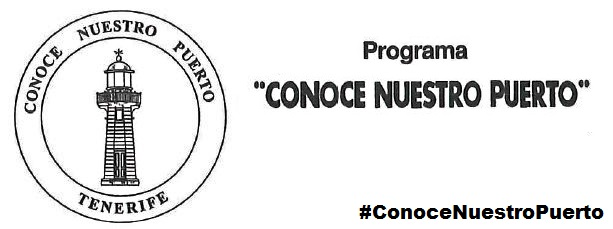 CONOCE NUESTRO PUERTO
TENERIFE
Programa
"CONOCE NUESTRO PUERTO"
#ConoceNuestroPuerto